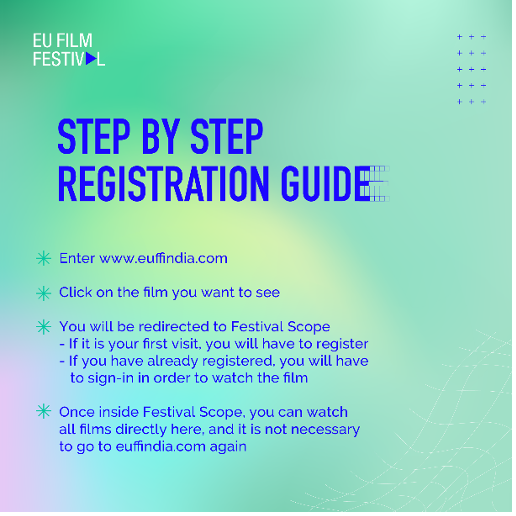 EU FILM
FESTIVAL
STEP BY STEP
REGISTRATION GUIDE
Enter www.euffindia.com
Click on the film you want to see
You will be redirected to Festival Scope
- If it is your first visit, you will have to register
- If you have already registered, you will have
to sign-in in order to watch the film
Once inside Festival Scope, you can watch
all films directly here, and it is not necessary
to go to euffindia.com again